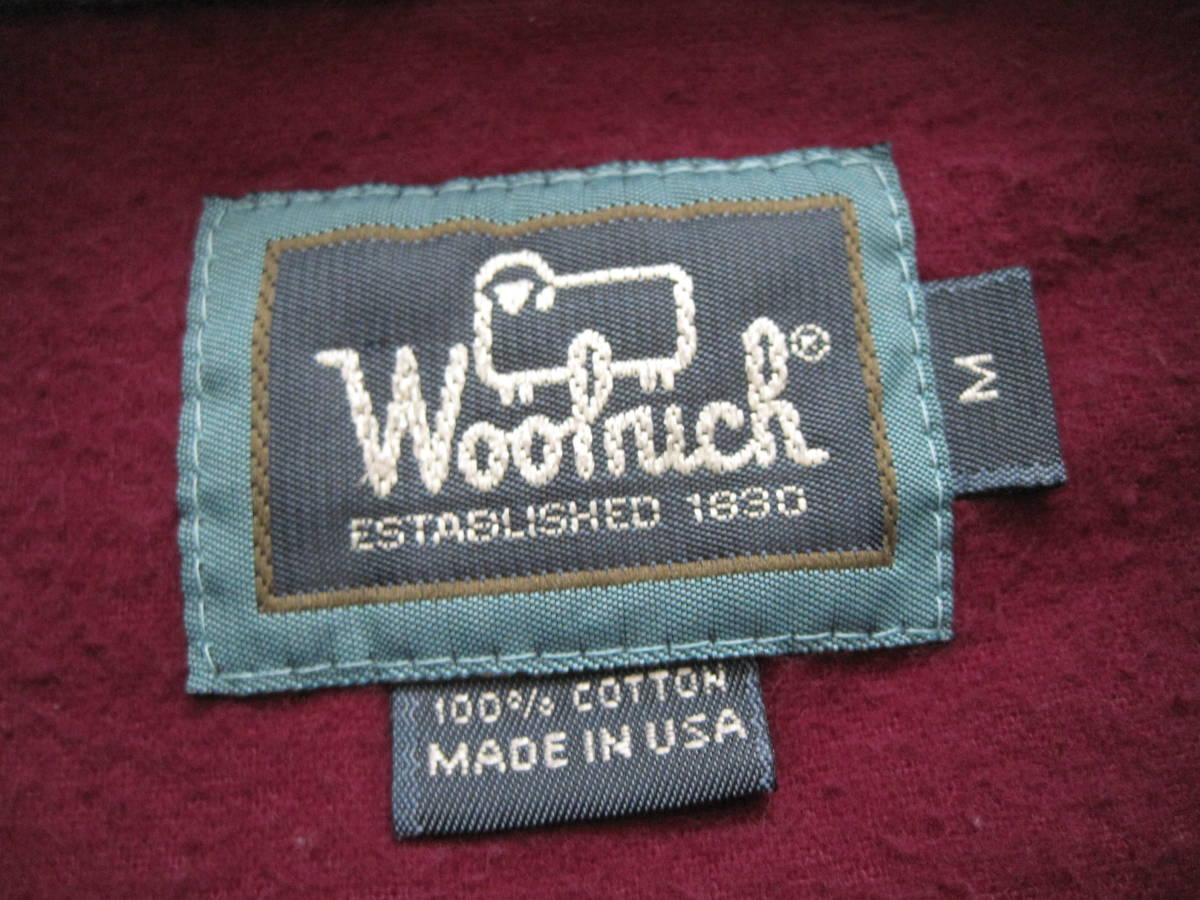 Woolrich®
ESTABLISHED 1830
M
100% COTTON
MADE IN USA